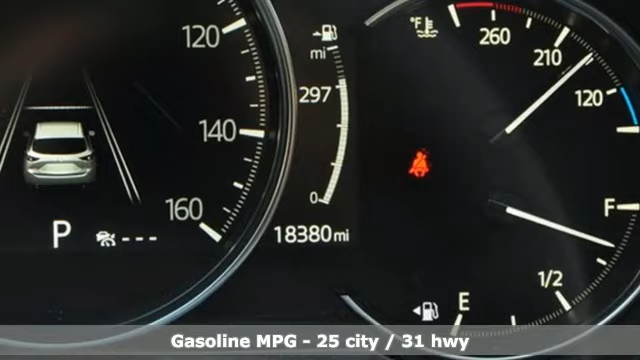 120
140
160
P ---
mi
297
0
18380 mi
°F
260
210
120
F
1/2
E
Gasoline MPG - 25 city / 31 hwy